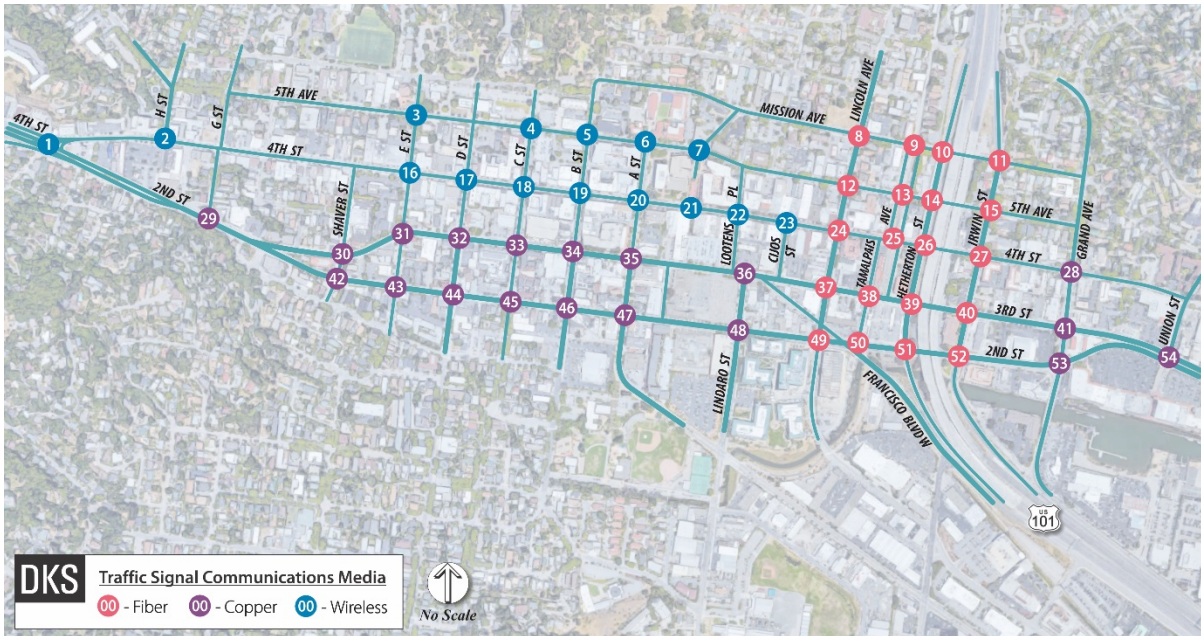 LINCOLN AVE
H ST
G ST
5TH AVE
MISSION AVE
3
4
5
6
7
8
9
10
11
4TH ST
1
2
E ST
D ST
C ST
B ST
A ST
4TH ST
16
17
18
19
20
21
PL
22
23
12
13
14
15
5TH AVE
IRWIN ST
GRAND AVE
2ND ST
29
SHAVER ST
30
31
32
33
34
35
LOOTENS
36
CIJOS ST
24
TAMALPAIS AVE
25
HETHERTON ST
26
27
4TH ST
28
42
43
44
45
46
47
48
37
38
39
40
3RD ST
41
UNION ST
49
50
51
52
2ND ST
53
54
LINDARO ST
FRANCISCO BLVD W
US
101
DKS
Traffic Signal Communications Media
00 - Fiber
00 - Copper
00 - Wireless
No Scale